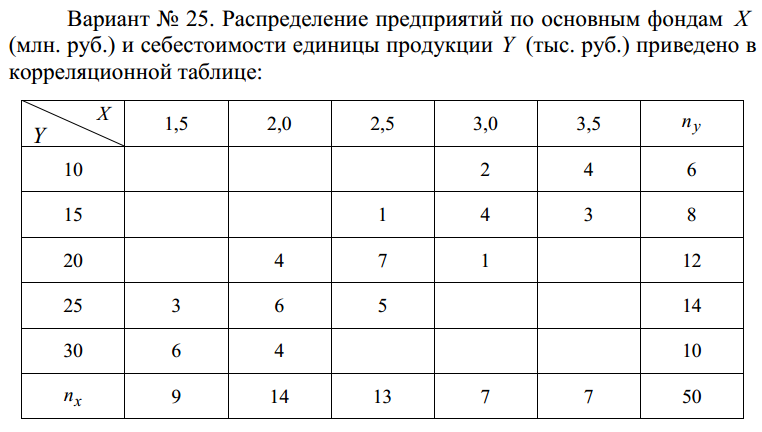 Вариант № 25. Распределение предприятий по основным фондам X
(млн. руб.) и себестоимости единицы продукции Y (тыс. руб.) приведено в
корреляционной таблице:
X
Y 1,5 2,0 2,5 3,0 3,5 n_y
10 2 4 6
15 1 4 3 8
20 4 7 1 12
25 3 6 5 14
30 6 4 10
n_x 9 14 13 7 7 50